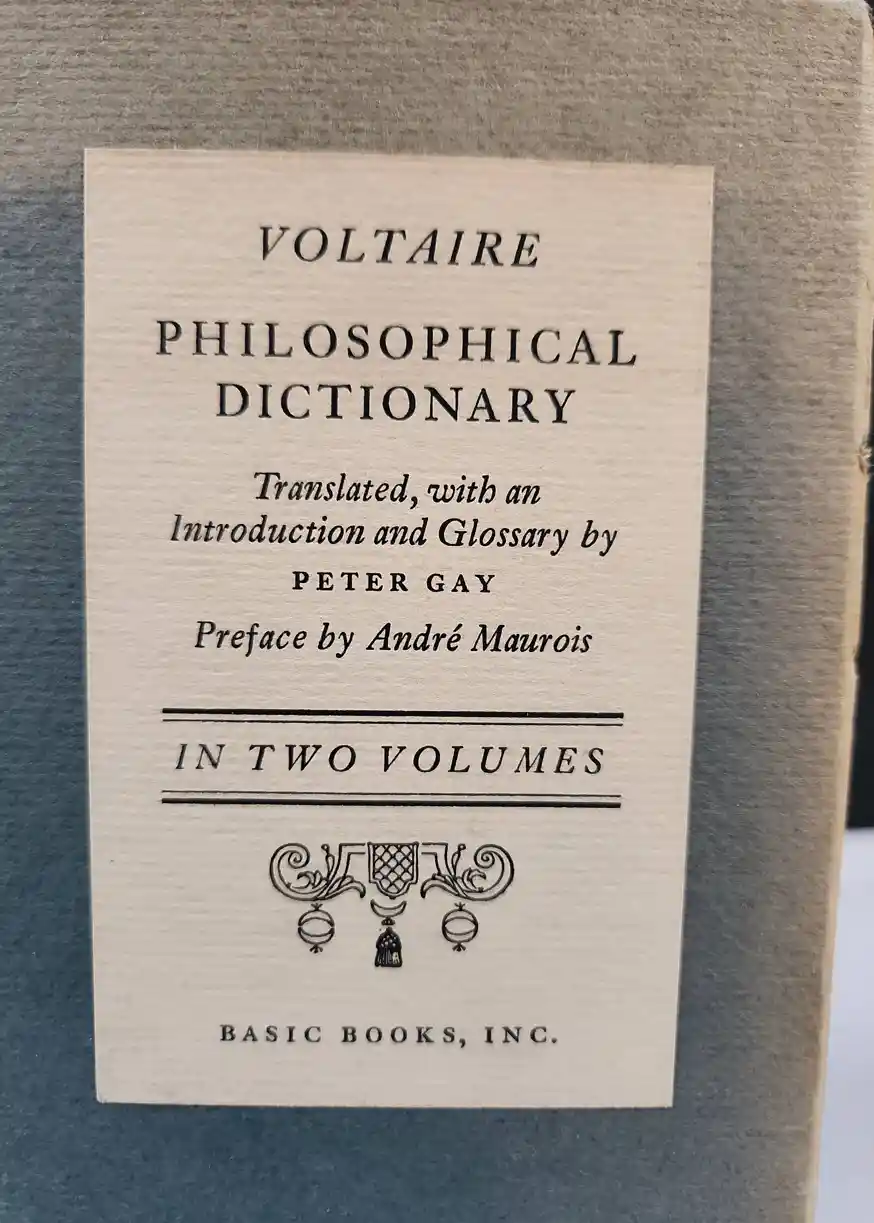 VOLTAIRE
PHILOSOPHICAL
DICTIONARY
Translated, with an
Introduction and Glossary by
PETER GAY
Preface by André Maurois
IN TWO VOLUMES
BASIC BOOKS, INC.